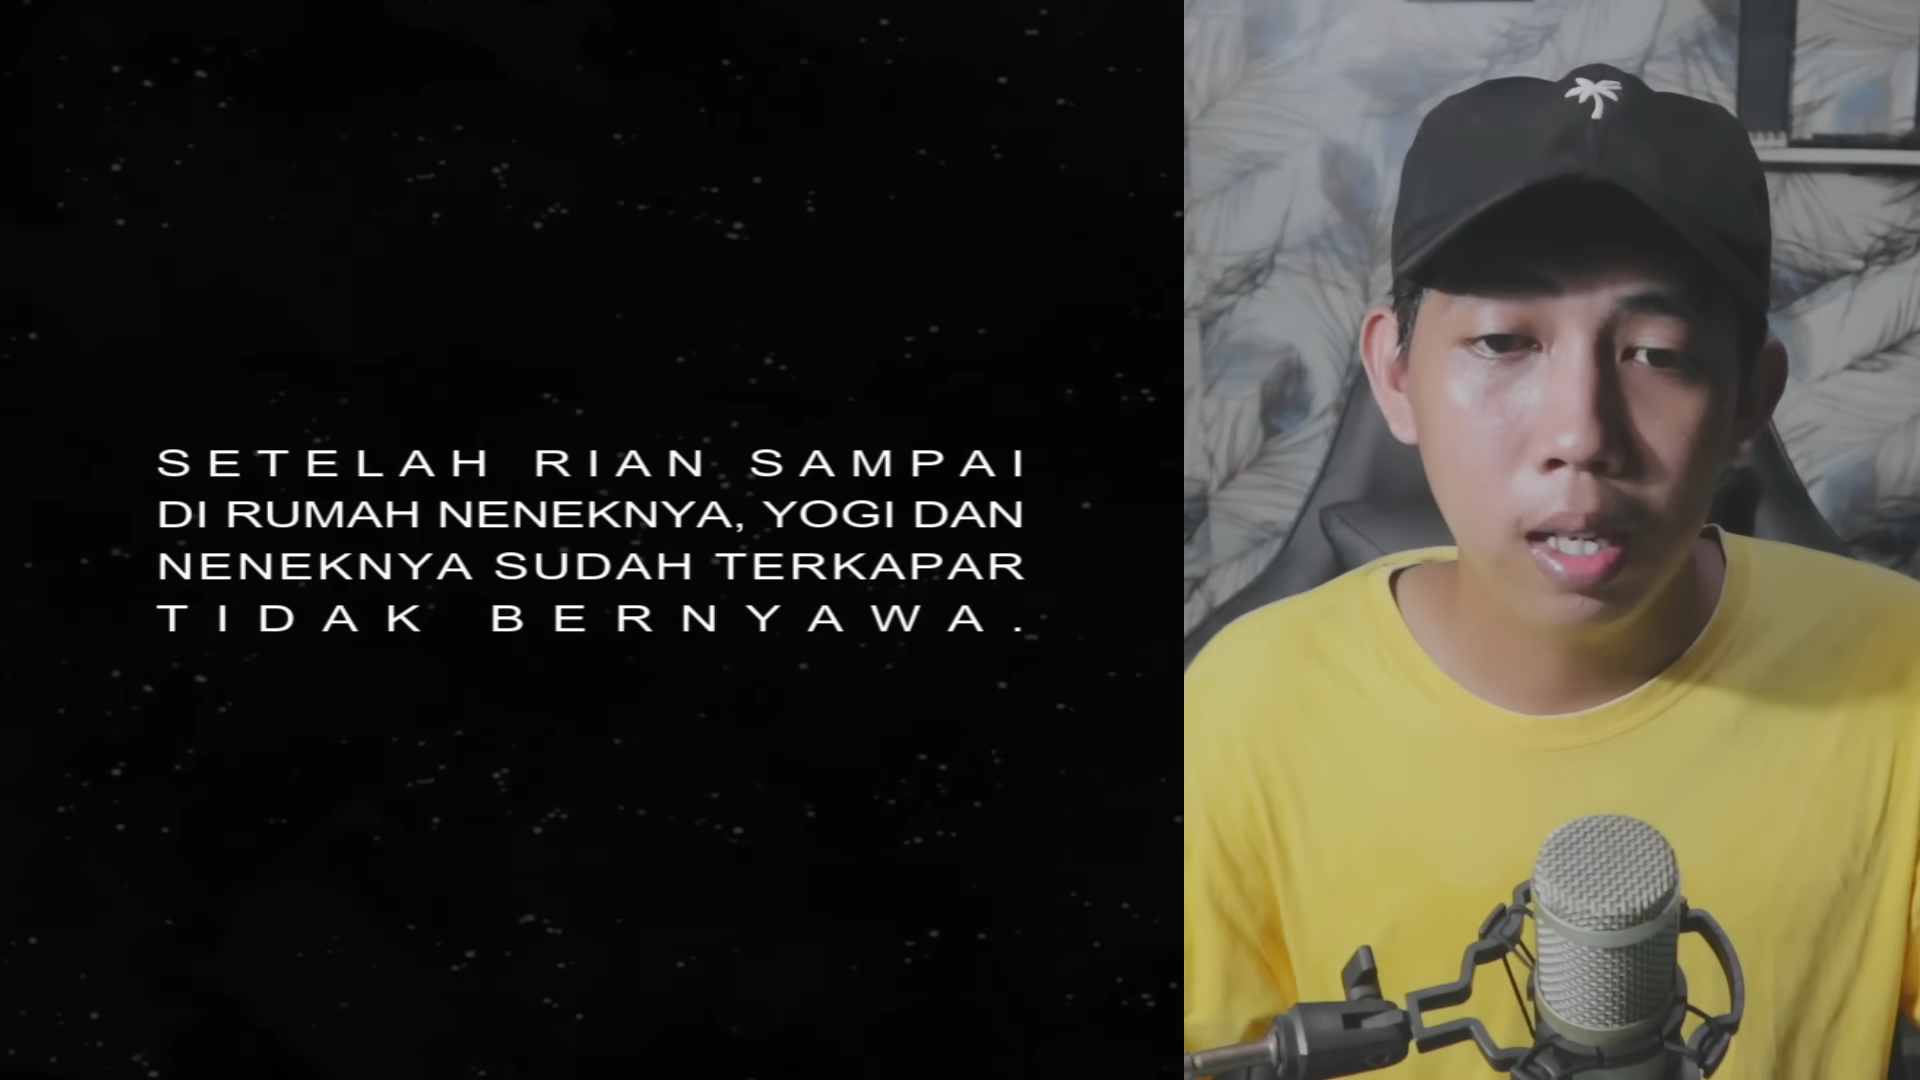 SETELAH RIAN SAMPAI
DI RUMAH NENEKNYA, YOGI DAN
NENEKNYA SUDAH TERKAPAR
TIDAK BERNYAWA.